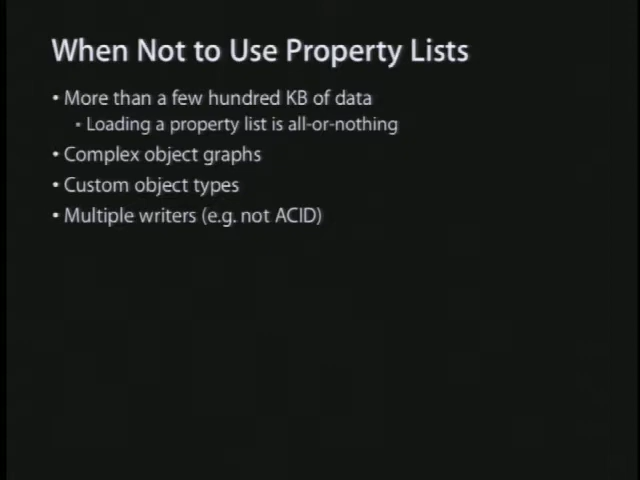 When Not to Use Property Lists
• More than a few hundred KB of data
• Loading a property list is all-or-nothing
• Complex object graphs
• Custom object types
• Multiple writers (e.g. not ACID)